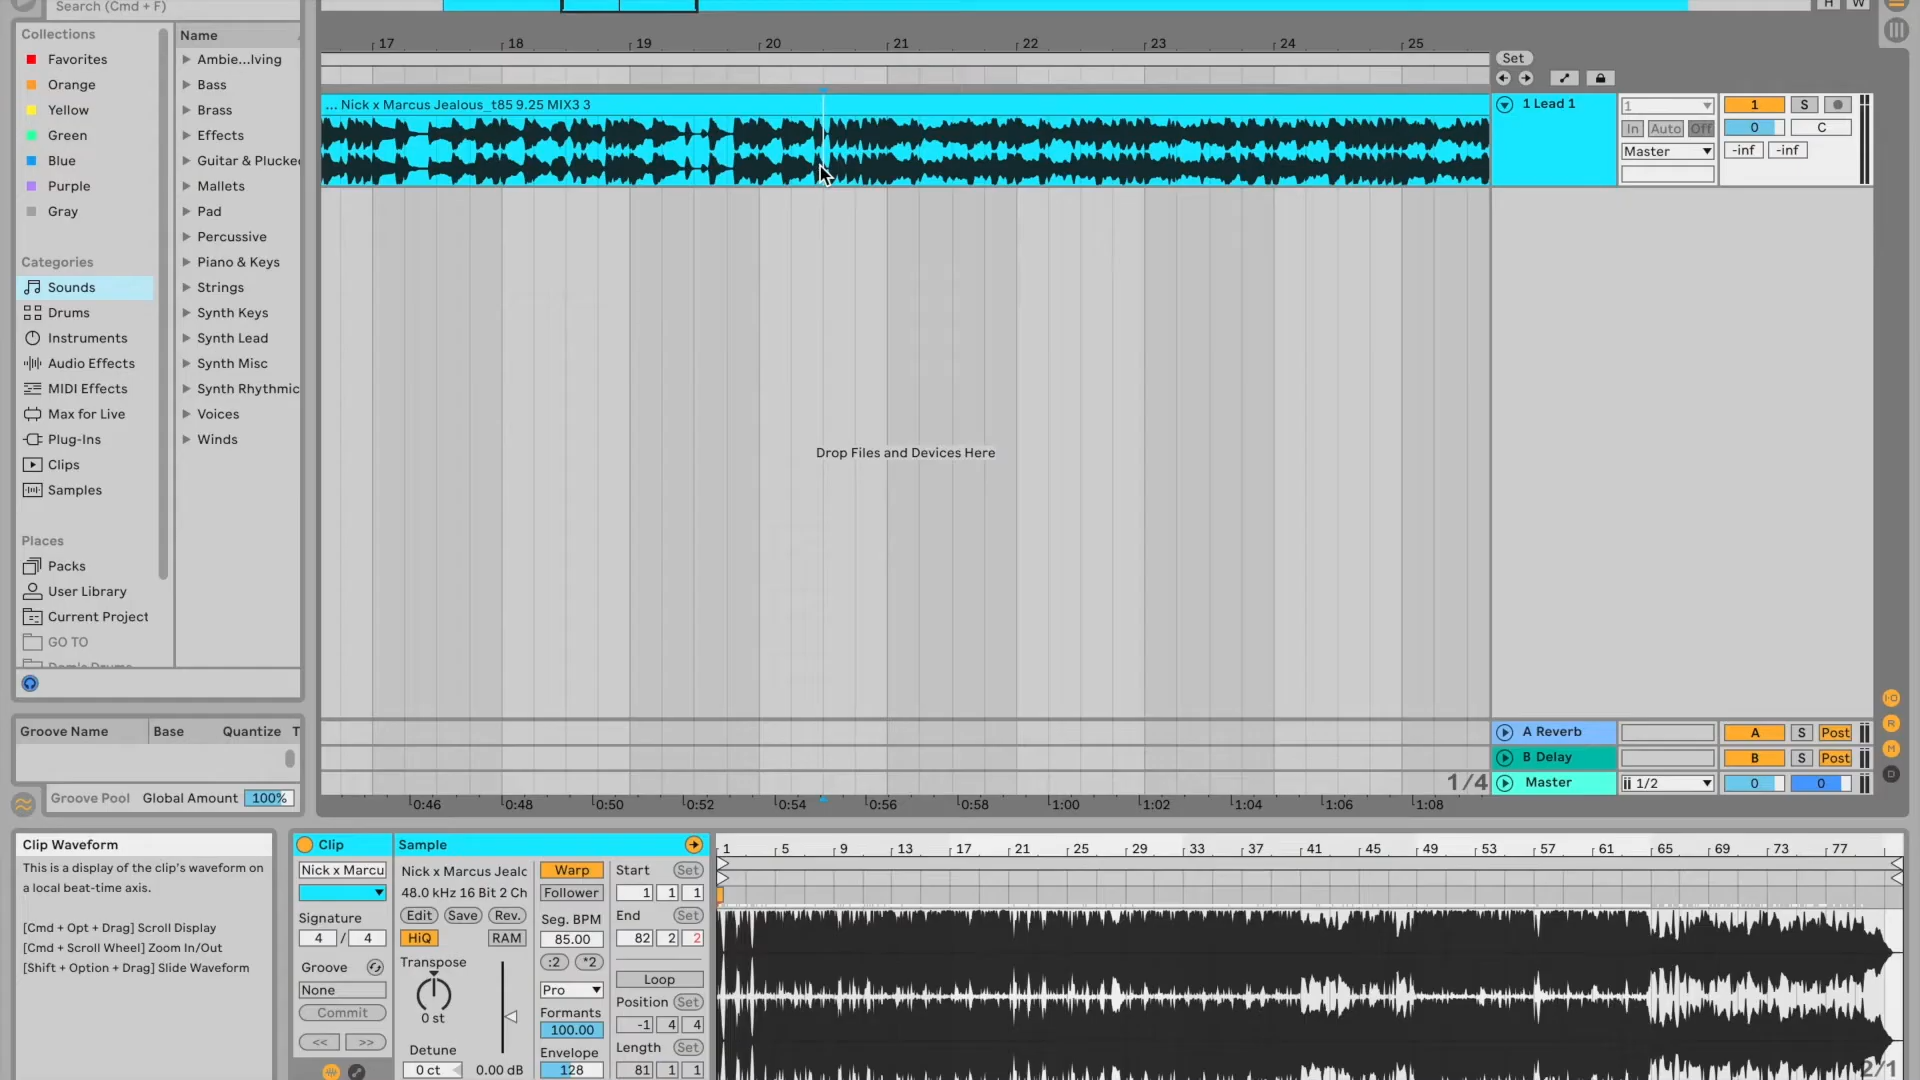 Search (Cmd + F)
H W
Collections
Favorites
Orange
Yellow
Green
Blue
Purple
Gray
Categories
Sounds
Drums
Instruments
Audio Effects
MIDI Effects
Max for Live
Plug-Ins
Clips
Samples
Places
Packs
User Library
Current Project
GO TO
Name
Ambie...lving
Bass
Brass
Effects
Guitar & Plucke
Mallets
Pad
Percussive
Piano & Keys
Strings
Synth Keys
Synth Lead
Synth Misc
Synth Rhythmic
Voices
Winds
17 18 19 20 21 22 23 24 25
... Nick x Marcus Jealous_t85 9.25 MIX3 3
Drop Files and Devices Here
Set
1 Lead 1
1
In Auto Off
Master
1 S
0 C
-inf -inf
A Reverb A S Post
B Delay B S Post
1/4
Master 1/2 0 0
0:46 0:48 0:50 0:52 0:54 0:56 0:58 1:00 1:02 1:04 1:06 1:08
I·O
R
M
D
Groove Name Base Quantize T
Groove Pool Global Amount 100%
Clip Waveform
This is a display of the clip's waveform on
a local beat-time axis.
[Cmd + Opt + Drag] Scroll Display
[Cmd + Scroll Wheel] Zoom In/Out
[Shift + Option + Drag] Slide Waveform
Clip
Nick x Marcu
Signature
4 / 4
Groove
None
Commit
<< >>
Sample
Nick x Marcus Jealc
48.0 kHz 16 Bit 2 Ch
Edit Save Rev.
HiQ RAM
Transpose
0 st
Detune
0 ct 0.00 dB
Warp
Follower
Seg. BPM
85.00
:2 *2
Pro
Formants
100.00
Envelope
128
Start Set
1 1 1
End Set
82 2 2
Loop
Position Set
-1 4 4
Length Set
81 1 1
1 5 9 13 17 21 25 29 33 37 41 45 49 53 57 61 65 69 73 77
2/1